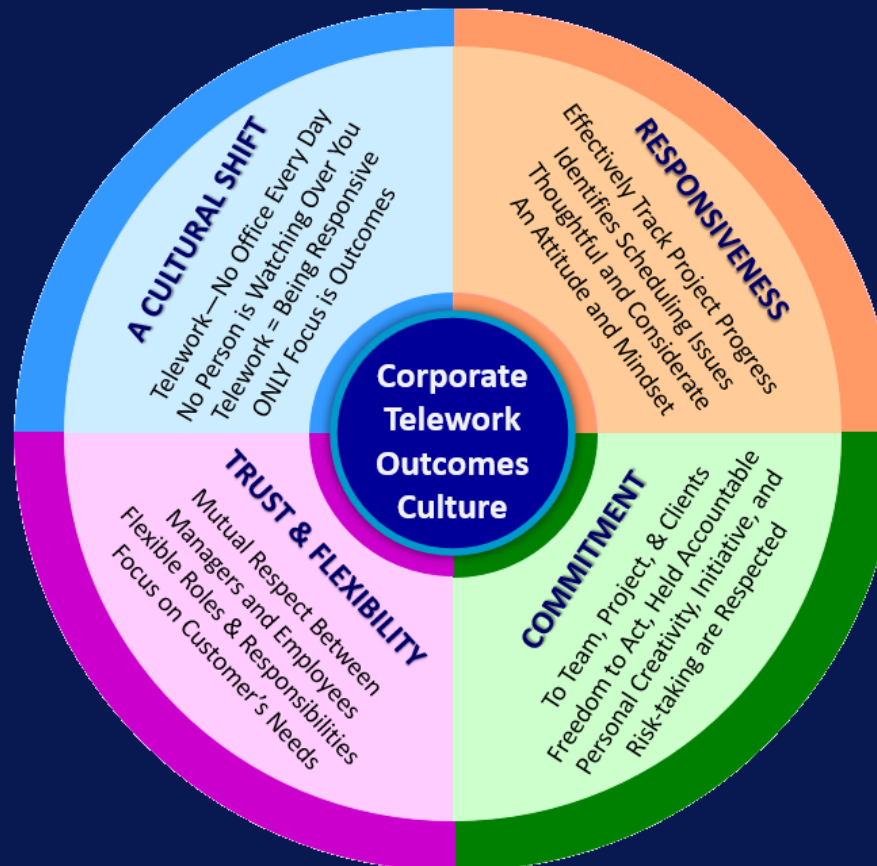 A CULTURAL SHIFT
Telework—No Office Every Day
No Person is Watching Over You
Telework = Being Responsive
ONLY Focus is Outcomes
RESPONSIVENESS
Effectively Track Project Progress
Identifies Scheduling Issues
Thoughtful and Considerate
An Attitude and Mindset
Corporate
Telework
Outcomes
Culture
TRUST & FLEXIBILITY
Mutual Respect Between
Managers and Employees
Flexible Roles & Responsibilities
Focus on Customer's Needs
COMMITMENT
To Team, Project, & Clients
Freedom to Act, Held Accountable
Personal Creativity, Initiative, and
Risk-taking are Respected